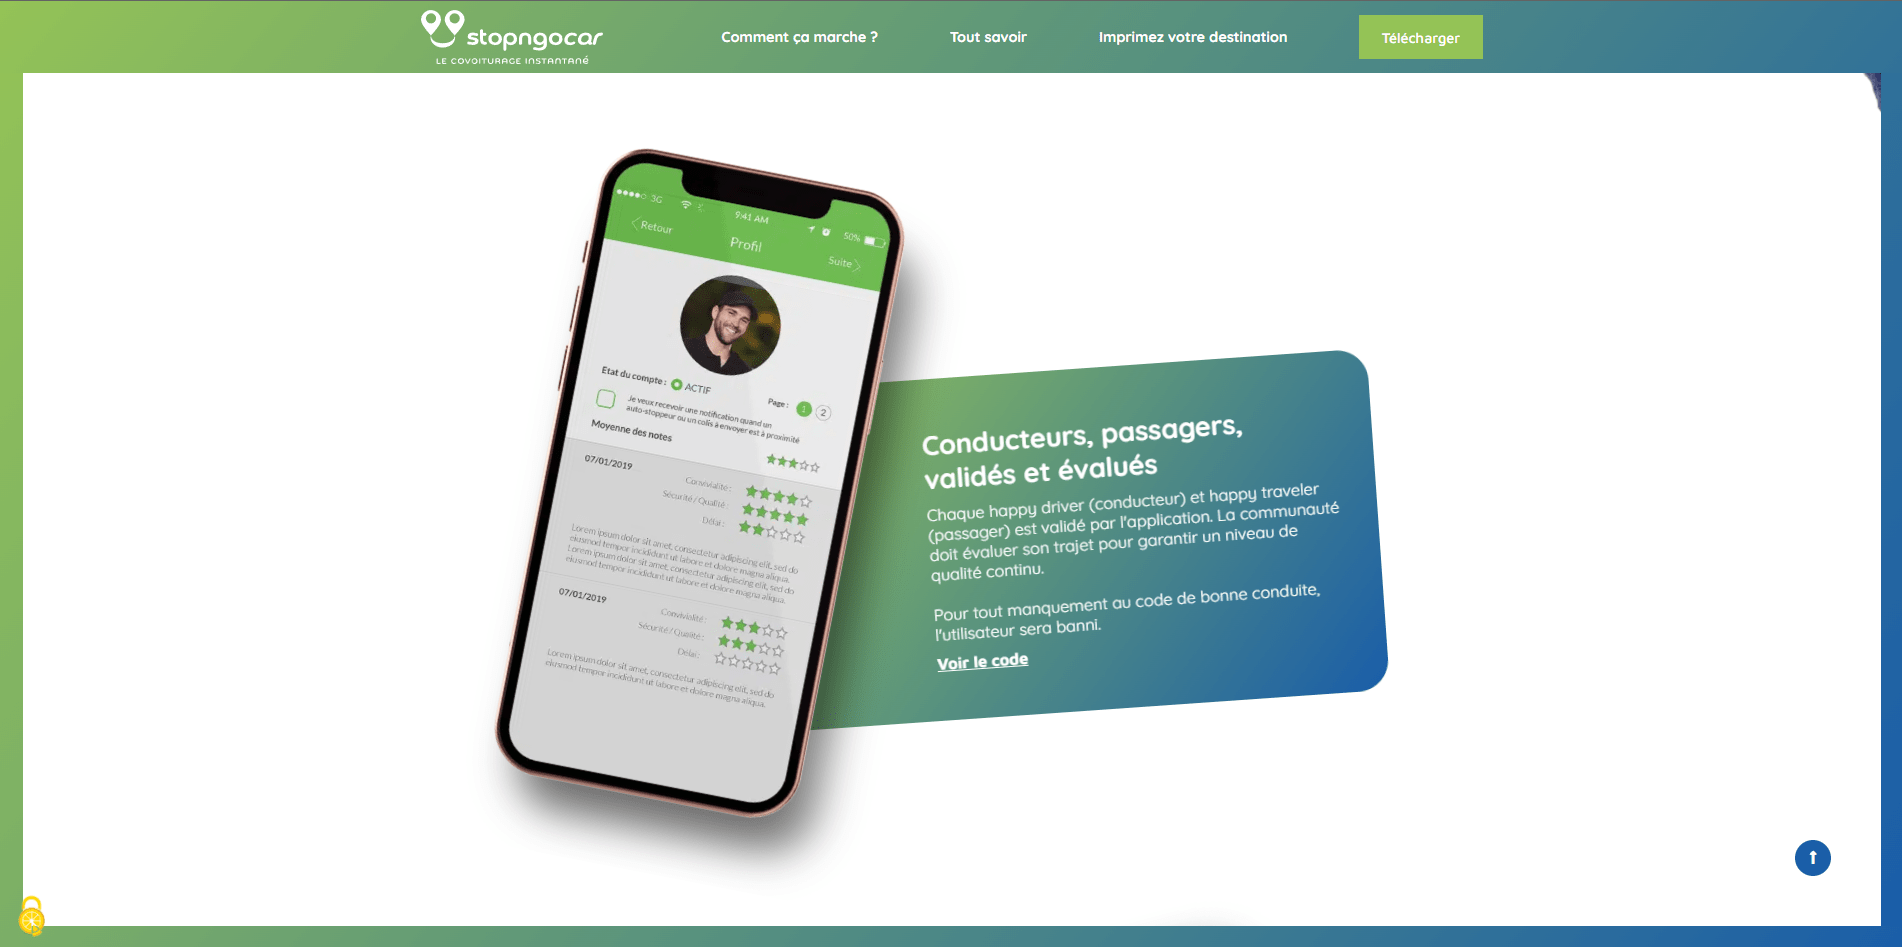 stopngocar
LE COVOITURAGE INSTANTANÉ
Comment ça marche ?
Tout savoir
Imprimez votre destination
Télécharger
3G
9:41 AM
50%
Retour
Profil
Suite
Etat du compte : ACTIF
Page : 1 2
Je veux recevoir une notification quand un
auto-stoppeur ou un colis à envoyer est à proximité
Moyenne des notes
07/01/2019
Convivialité :
Sécurité / Qualité :
Délai :
Lorem ipsum dolor sit amet, consectetur adipiscing elit, sed do
eiusmod tempor incididunt ut labore et dolore magna aliqua.
Lorem ipsum dolor sit amet, consectetur adipiscing elit, sed do
eiusmod tempor incididunt ut labore et dolore magna aliqua.
07/01/2019
Convivialité :
Sécurité / Qualité :
Délai :
Lorem ipsum dolor sit amet, consectetur adipiscing elit, sed do
eiusmod tempor incididunt ut labore et dolore magna aliqua.
Conducteurs, passagers,
validés et évalués
Chaque happy driver (conducteur) et happy traveler
(passager) est validé par l'application. La communauté
doit évaluer son trajet pour garantir un niveau de
qualité continu.
Pour tout manquement au code de bonne conduite,
l'utilisateur sera banni.
Voir le code